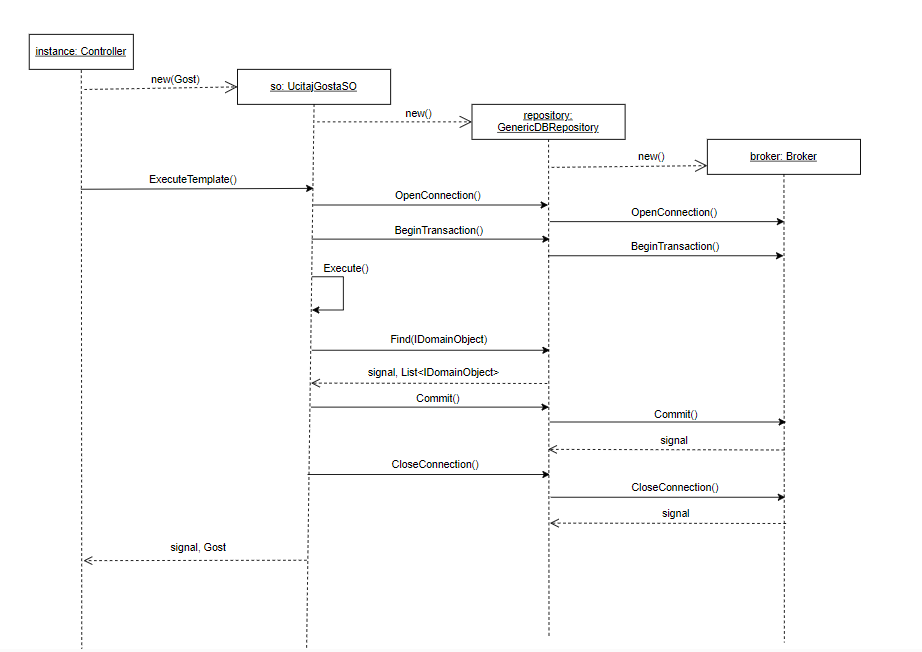 instance: Controller
new(Gost)
so: UcitajGostaSO
new()
repository:
GenericDBRepository
new()
broker: Broker
ExecuteTemplate()
OpenConnection()
OpenConnection()
BeginTransaction()
BeginTransaction()
Execute()
Find(IDomainObject)
signal, List<IDomainObject>
Commit()
Commit()
signal
CloseConnection()
CloseConnection()
signal
signal, Gost